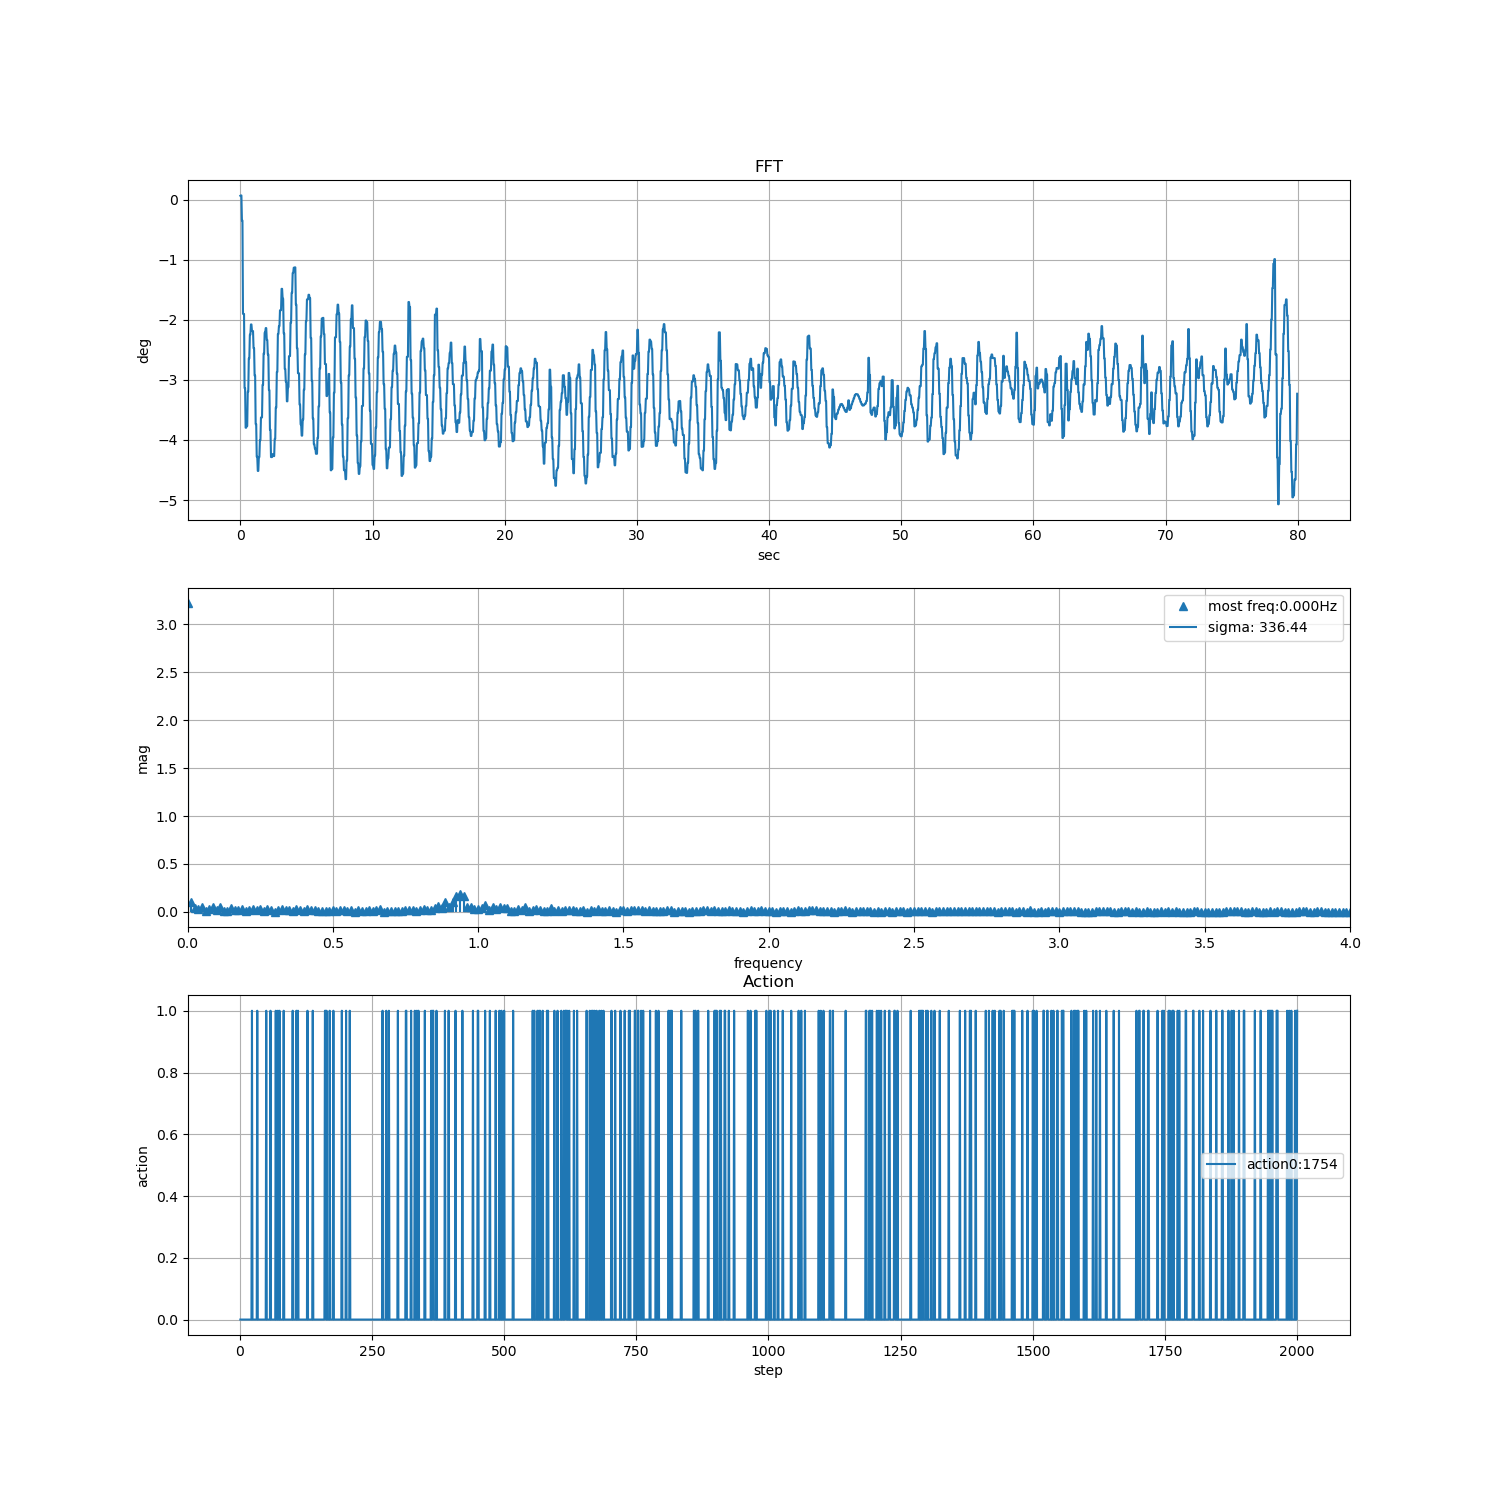 FFT
0
−1
−2
−3
−4
−5
deg
0 10 20 30 40 50 60 70 80
sec
most freq:0.000Hz
sigma: 336.44
3.0
2.5
2.0
1.5
1.0
0.5
0.0
mag
0.0 0.5 1.0 1.5 2.0 2.5 3.0 3.5 4.0
frequency
Action
1.0
0.8
0.6
0.4
0.2
0.0
action
action0:1754
0 250 500 750 1000 1250 1500 1750 2000
step